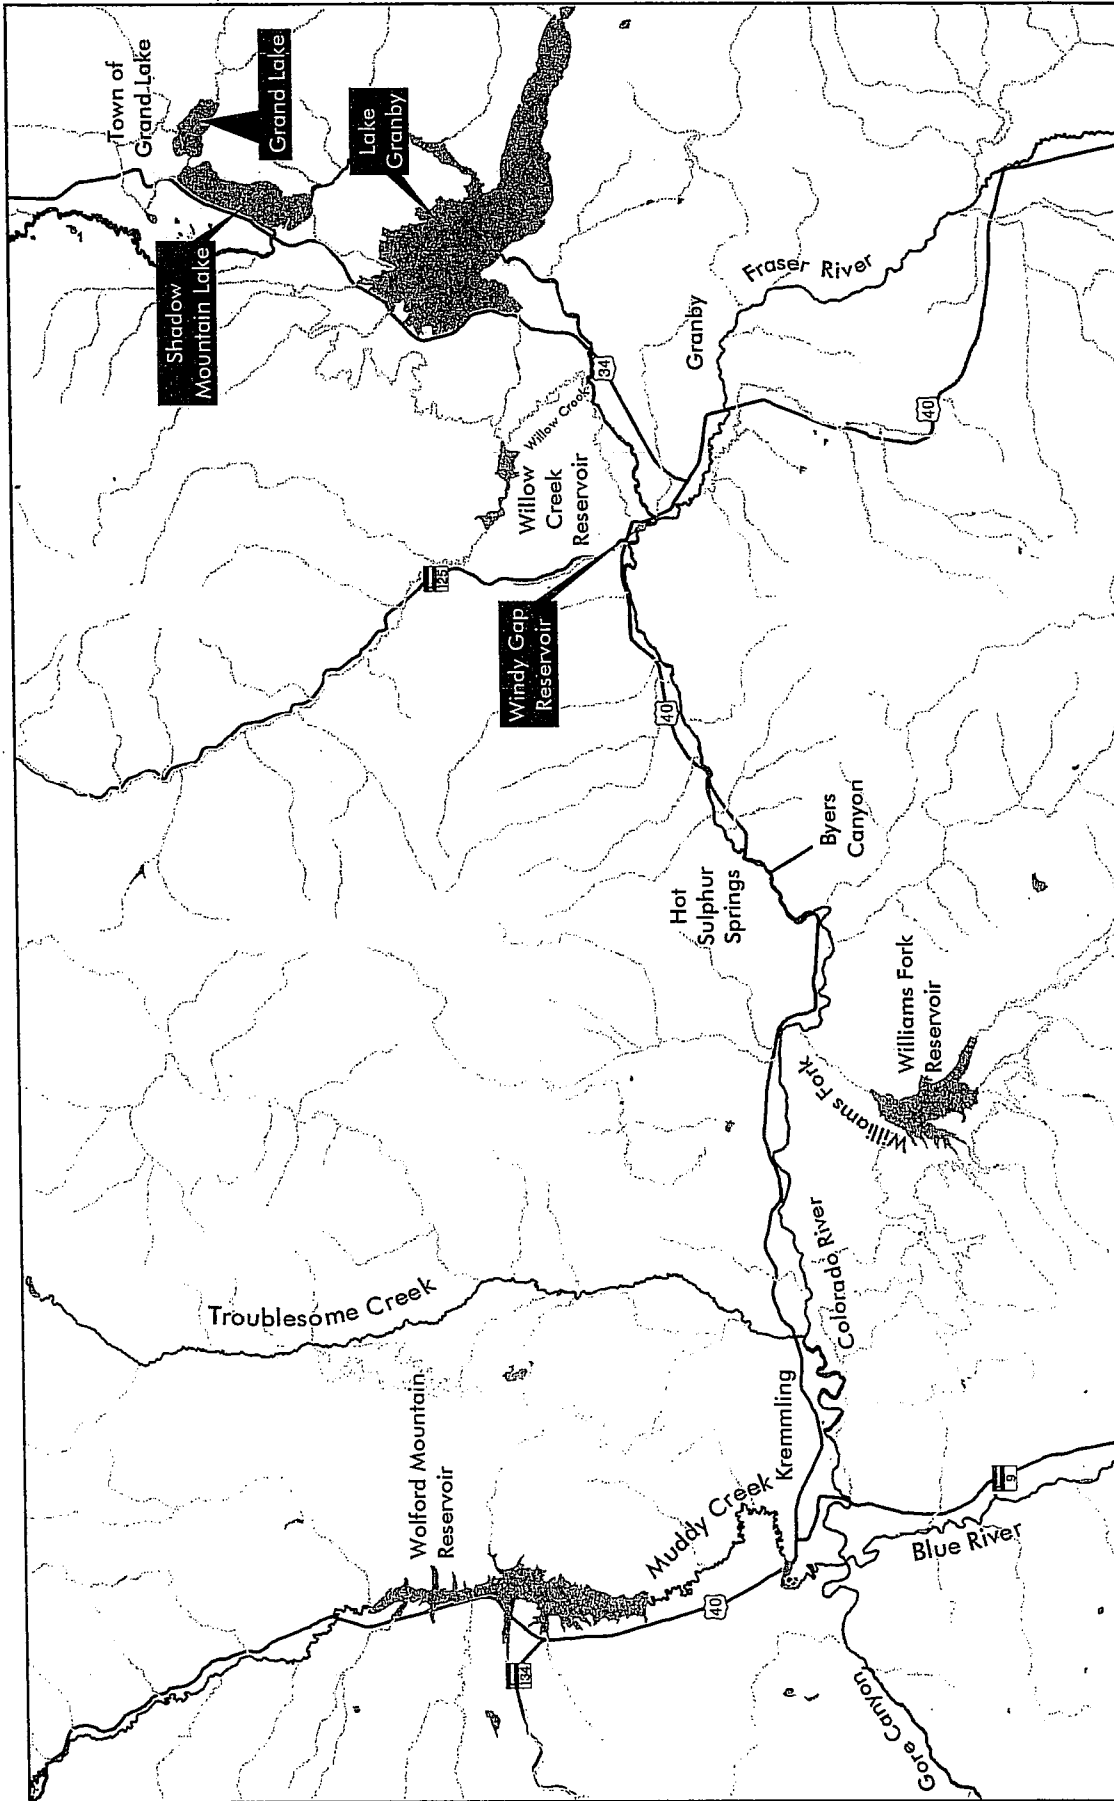 Town of
Grand Lake
Grand Lake
Shadow
Mountain Lake
Lake
Granby
Willow Creek
Willow
Creek
Reservoir
34
Granby
Fraser River
40
125
Windy Gap
Reservoir
40
Hot
Sulphur
Springs
Byers
Canyon
Williams Fork
Reservoir
Williams Fork
Colorado River
Troublesome Creek
Kremmling
Wolford Mountain
Reservoir
Muddy Creek
Blue River
9
40
134
Gore Canyon